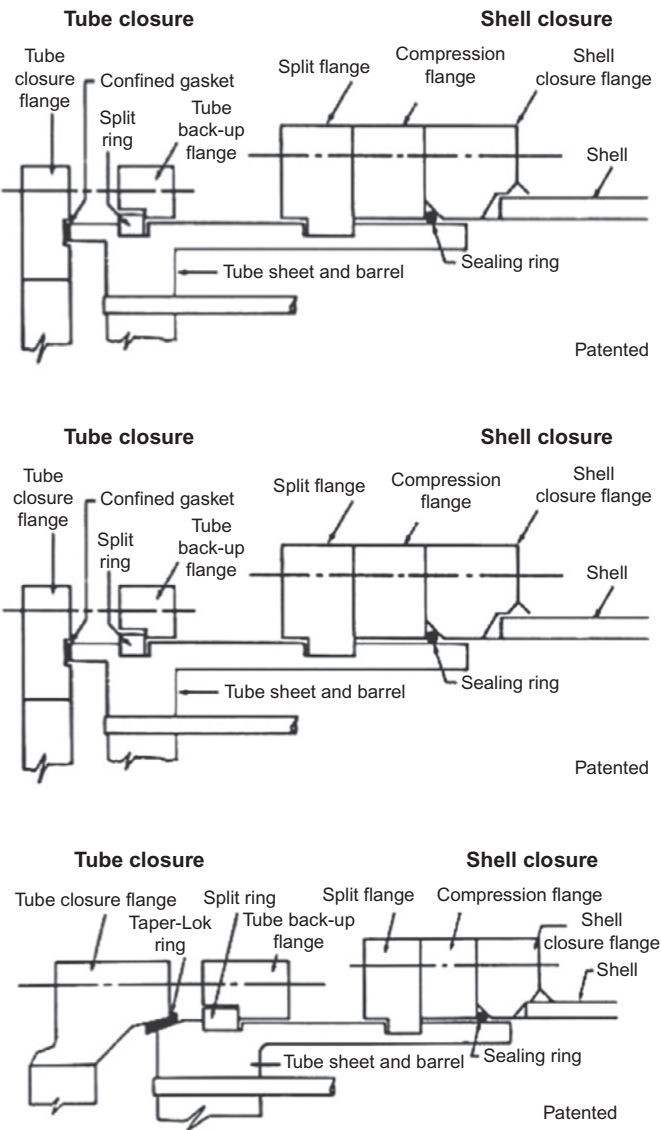 Tube closure
Shell closure
Tube
closure
flange
Confined gasket
Split
ring
Tube
back-up
flange
Split flange
Compression
flange
Shell
closure flange
Shell
Sealing ring
Tube sheet and barrel
Patented
Tube closure
Shell closure
Tube
closure
flange
Confined gasket
Split
ring
Tube
back-up
flange
Split flange
Compression
flange
Shell
closure flange
Shell
Sealing ring
Tube sheet and barrel
Patented
Tube closure
Shell closure
Tube closure flange
Taper-Lok
ring
Split ring
Tube back-up
flange
Split flange
Compression flange
Shell
closure flange
Shell
Tube sheet and barrel
Sealing ring
Patented